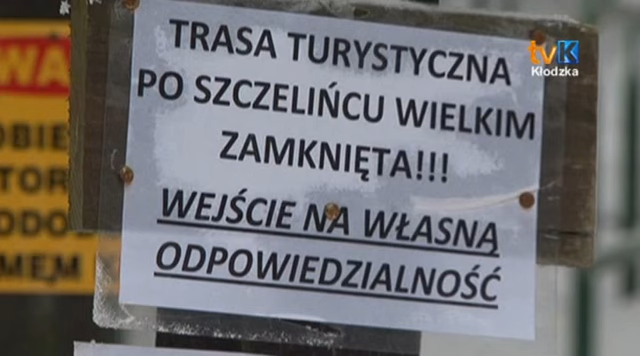 TRASA TURYSTYCZNA
PO SZCZELIŃCU WIELKIM
ZAMKNIĘTA!!!
WEJŚCIE NA WŁASNĄ
ODPOWIEDZIALNOŚĆ
tvK
Kłodzka